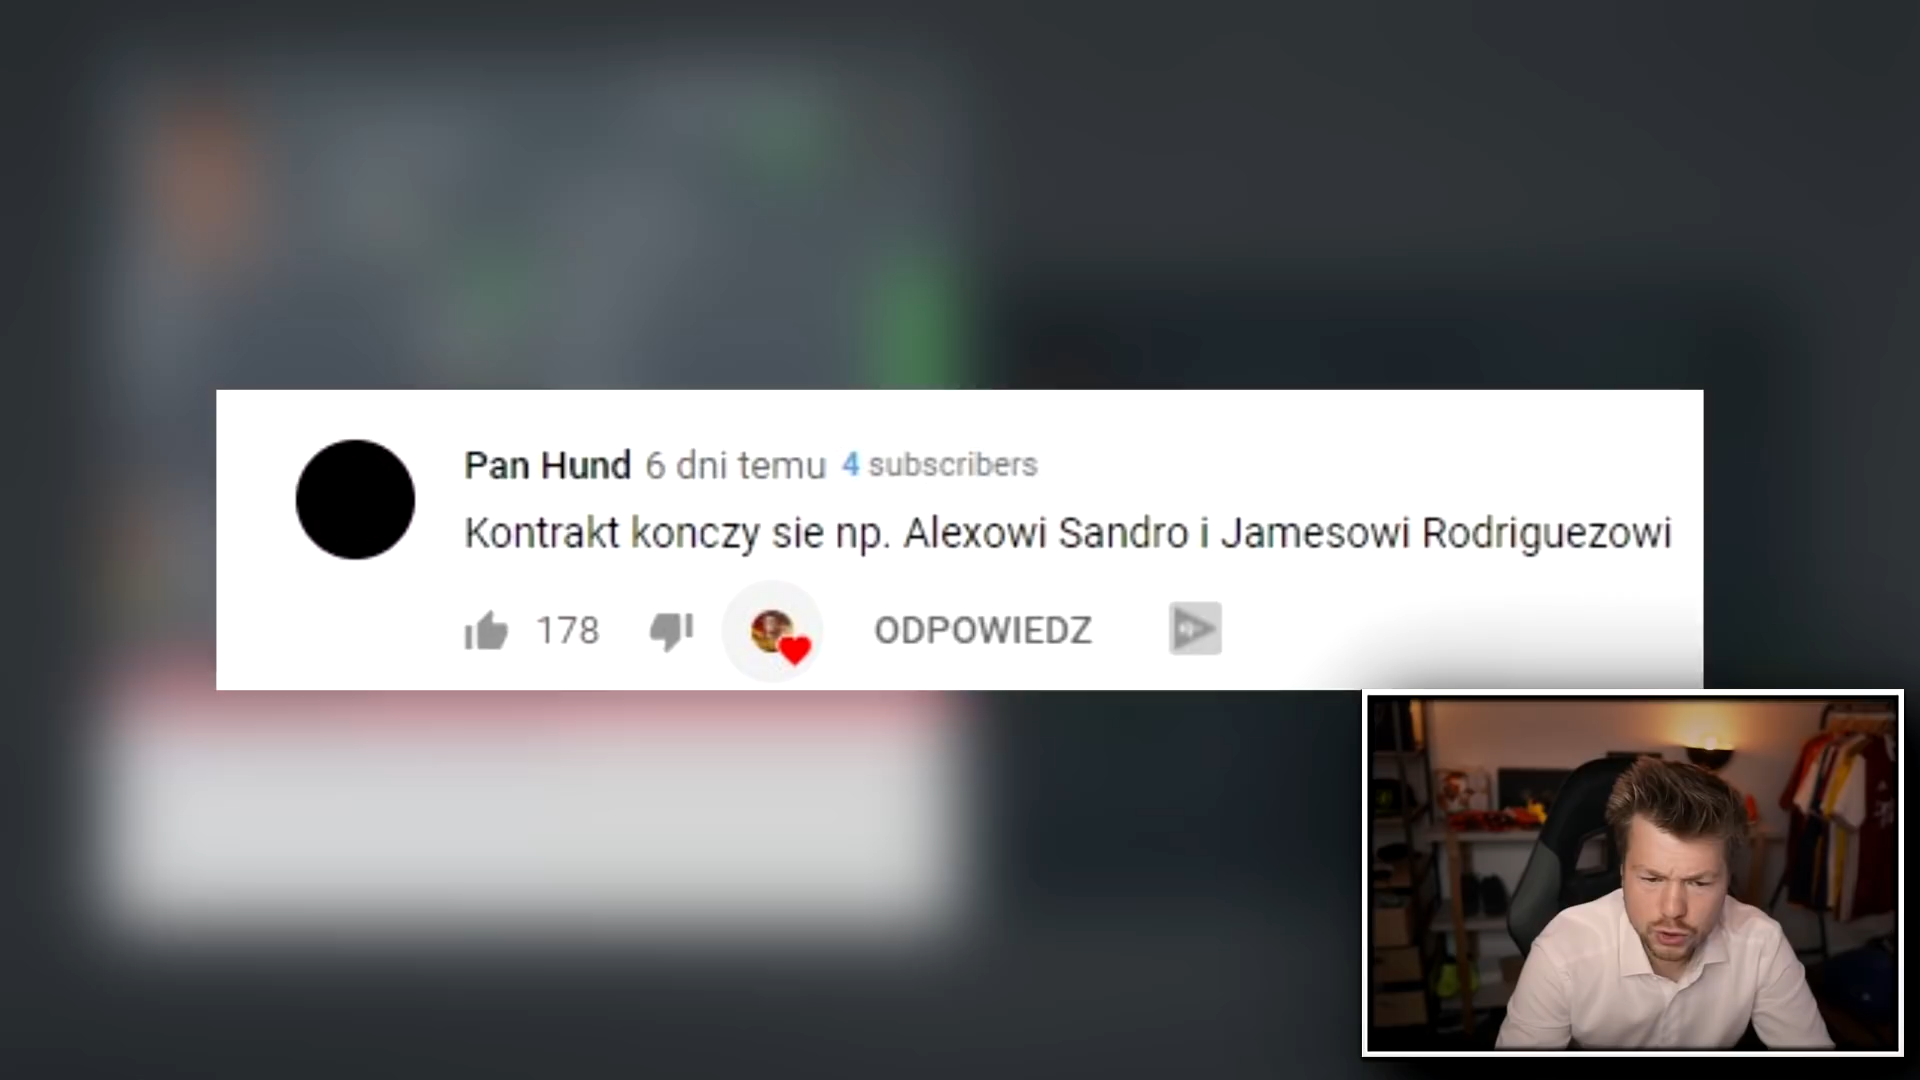 Pan Hund 6 dni temu 4 subscribers
Kontrakt konczy sie np. Alexowi Sandro i Jamesowi Rodriguezowi
178 ODPOWIEDZ